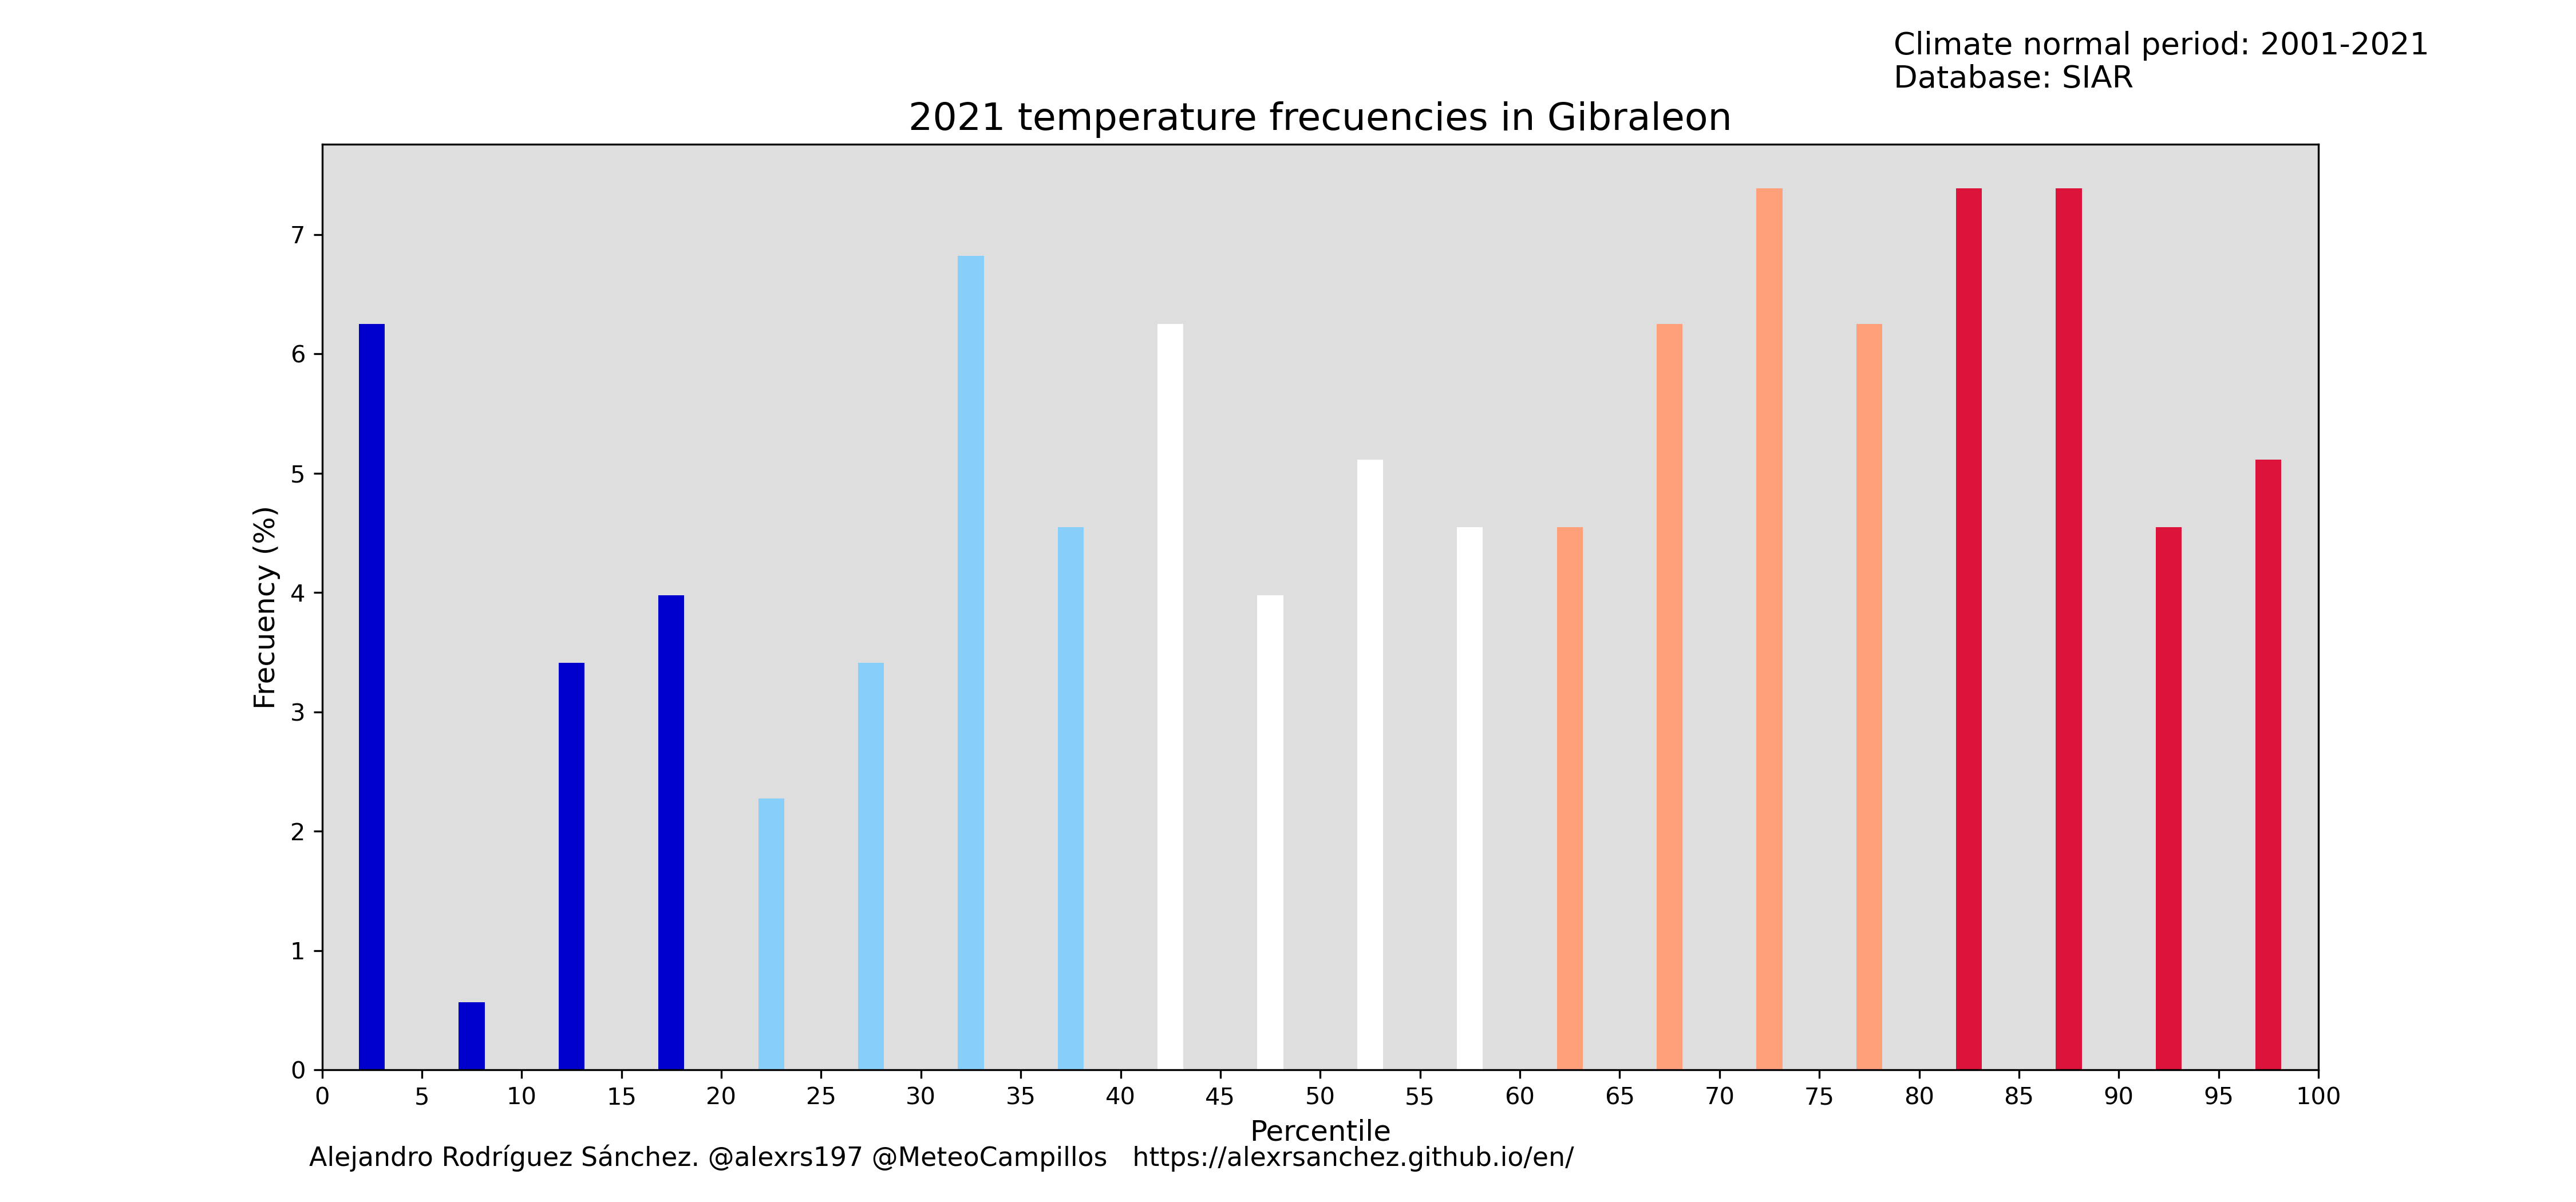 Climate normal period: 2001-2021
Database: SIAR
2021 temperature frecuencies in Gibraleon
7
6
5
4
3
2
1
0
Frecuency (%)
0 5 10 15 20 25 30 35 40 45 50 55 60 65 70 75 80 85 90 95 100
Percentile
Alejandro Rodríguez Sánchez. @alexrs197 @MeteoCampillos https://alexrsanchez.github.io/en/